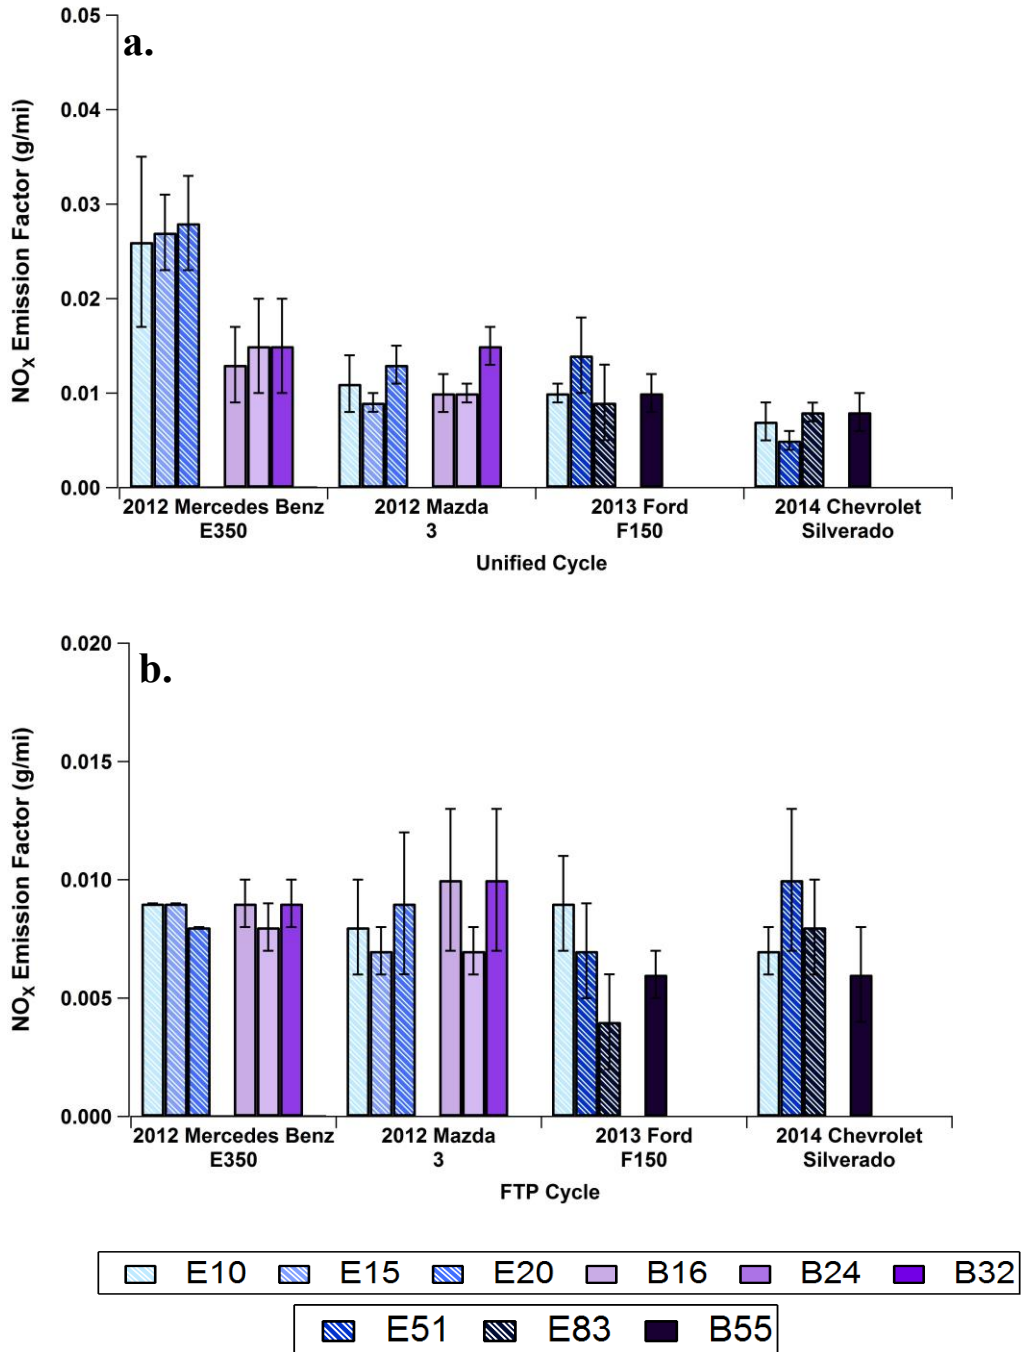 a.
NOX Emission Factor (g/mi)
0.05
0.04
0.03
0.02
0.01
0.00
2012 Mercedes Benz
E350
2012 Mazda
3
2013 Ford
F150
2014 Chevrolet
Silverado
Unified Cycle
b.
NOX Emission Factor (g/mi)
0.020
0.015
0.010
0.005
0.000
2012 Mercedes Benz
E350
2012 Mazda
3
2013 Ford
F150
2014 Chevrolet
Silverado
FTP Cycle
E10 E15 E20 B16 B24 B32
E51 E83 B55